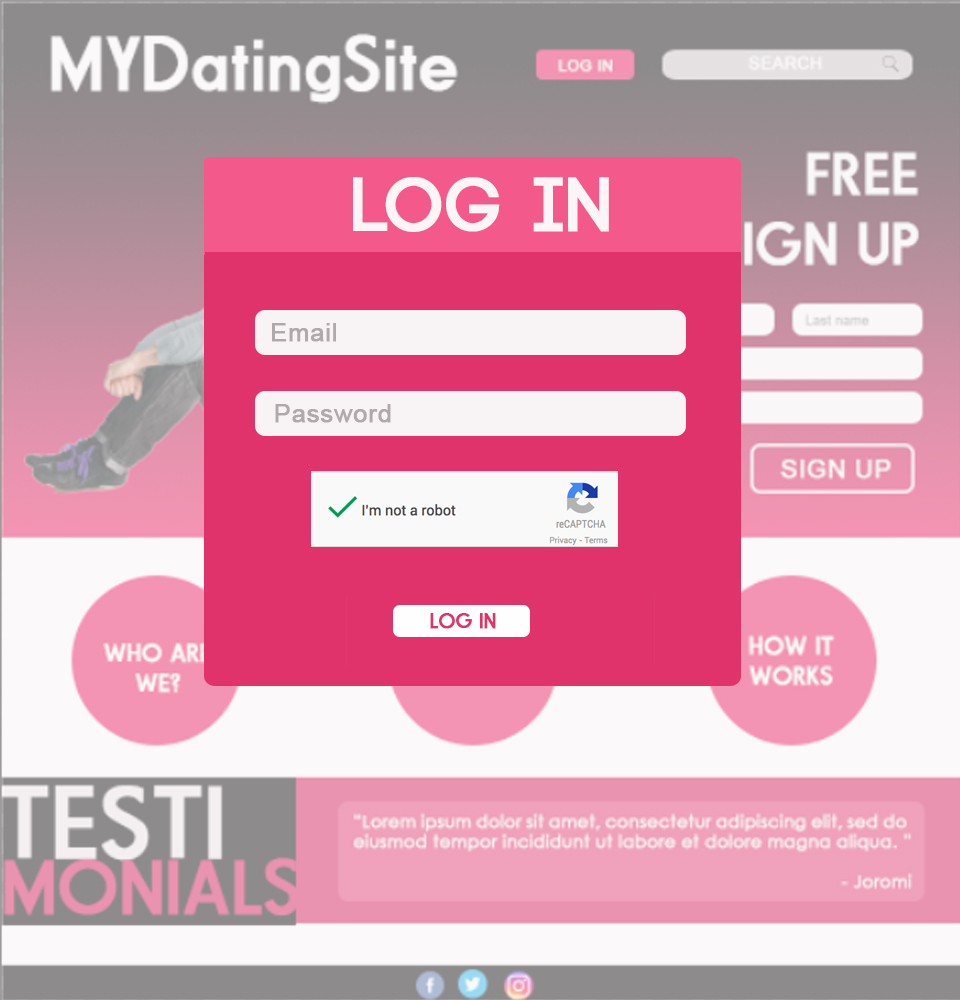 MYDatingSite
LOG IN
SEARCH
FREE
IGN UP
Last name
SIGN UP
LOG IN
Email
Password
I'm not a robot
reCAPTCHA
Privacy - Terms
LOG IN
WHO ARE
WE?
HOW IT
WORKS
TESTI
MONIALS
“Lorem ipsum dolor sit amet, consectetur adipiscing elit, sed do
eiusmod tempor incididunt ut labore et dolore magna aliqua. ”
- Joromi